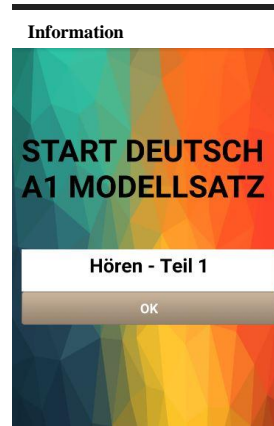 Information
START DEUTSCH
A1 MODELLSATZ
Hören - Teil 1
OK